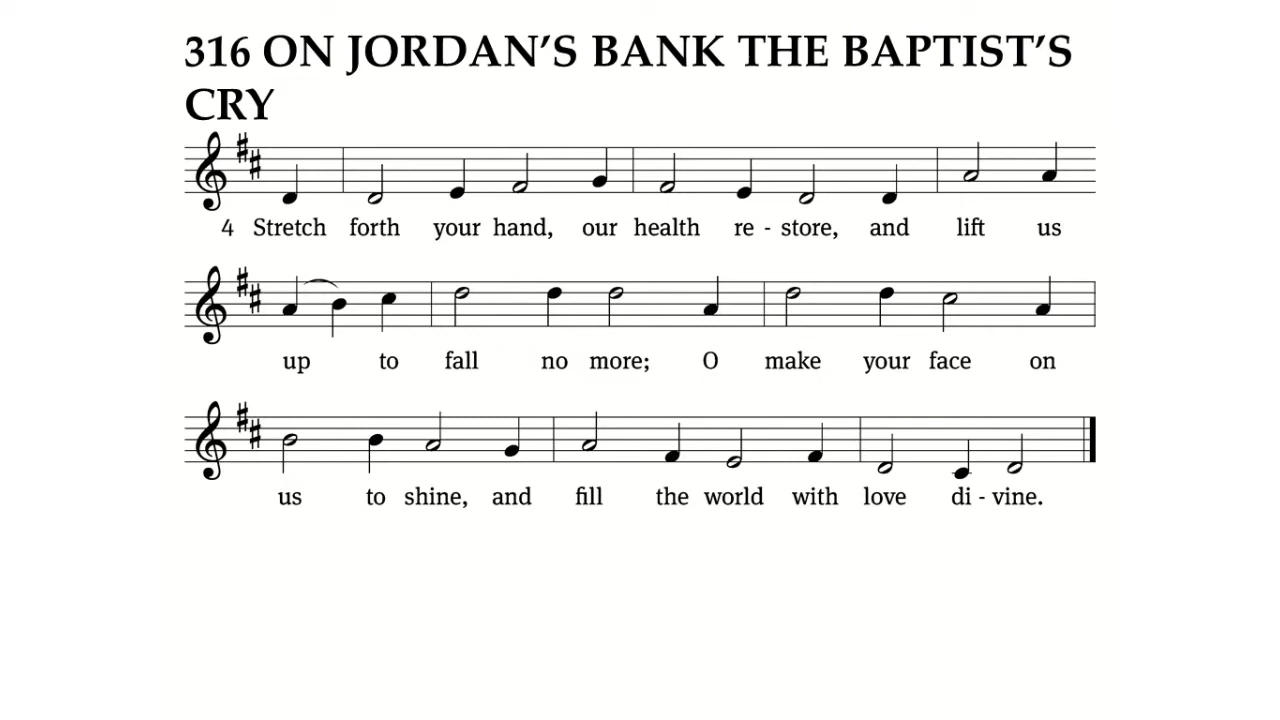 316 ON JORDAN’S BANK THE BAPTIST’S
CRY
4 Stretch forth your hand, our health re - store, and lift us
up to fall no more; O make your face on
us to shine, and fill the world with love di - vine.